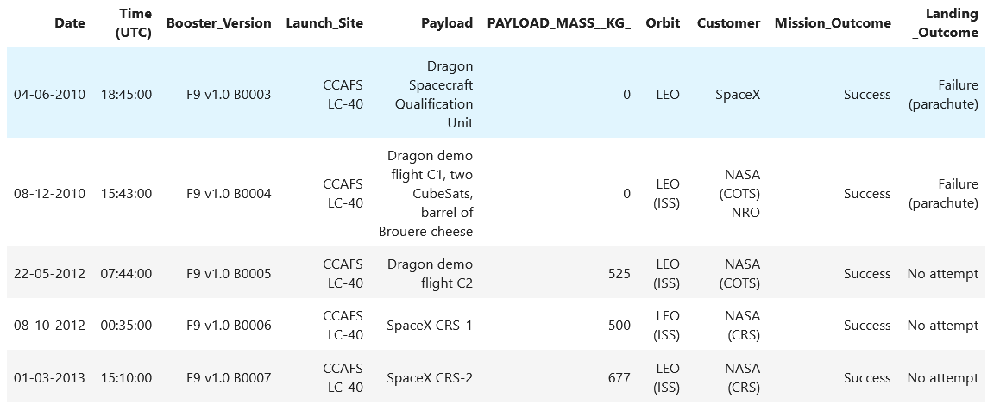 Date
Time
(UTC)
Booster_Version
Launch_Site
Payload
PAYLOAD_MASS__KG_
Orbit
Customer
Mission_Outcome
Landing
_Outcome
04-06-2010
18:45:00
F9 v1.0 B0003
CCAFS
LC-40
Dragon
Spacecraft
Qualification
Unit
0
LEO
SpaceX
Success
Failure
(parachute)
08-12-2010
15:43:00
F9 v1.0 B0004
CCAFS
LC-40
Dragon demo
flight C1, two
CubeSats,
barrel of
Brouere cheese
0
LEO
(ISS)
NASA
(COTS)
NRO
Success
Failure
(parachute)
22-05-2012
07:44:00
F9 v1.0 B0005
CCAFS
LC-40
Dragon demo
flight C2
525
LEO
(ISS)
NASA
(COTS)
Success
No attempt
08-10-2012
00:35:00
F9 v1.0 B0006
CCAFS
LC-40
SpaceX CRS-1
500
LEO
(ISS)
NASA
(CRS)
Success
No attempt
01-03-2013
15:10:00
F9 v1.0 B0007
CCAFS
LC-40
SpaceX CRS-2
677
LEO
(ISS)
NASA
(CRS)
Success
No attempt